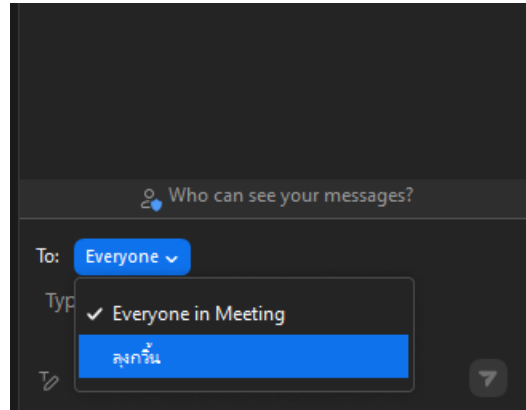 Who can see your messages?
To: Everyone
Typ
Everyone in Meeting
ลุงกริ้น